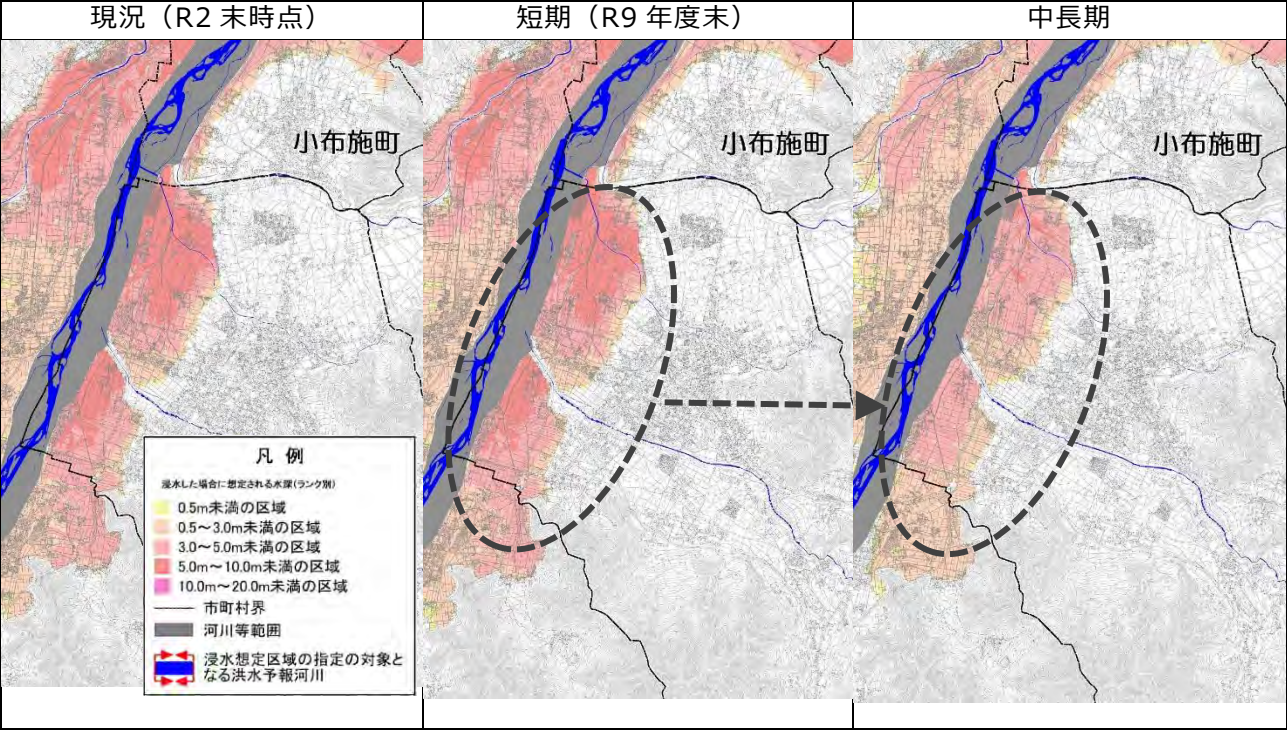 現況（R2 末時点）
短期（R9 年度末）
中長期
小布施町
小布施町
小布施町
凡 例
浸水した場合に想定される水深(ランク別)
0.5m未満の区域
0.5～3.0m未満の区域
3.0～5.0m未満の区域
5.0m～10.0m未満の区域
10.0m～20.0m未満の区域
市町村界
河川等範囲
浸水想定区域の指定の対象と
なる洪水予報河川